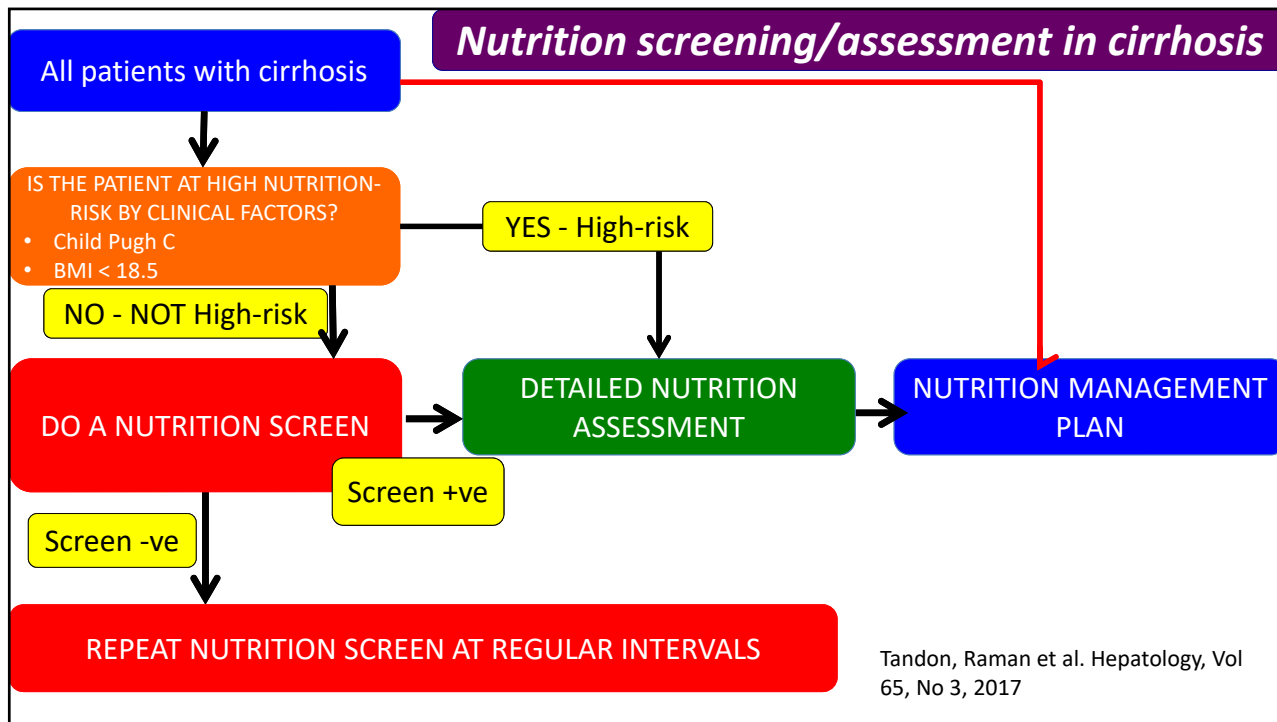 Nutrition screening/assessment in cirrhosis
All patients with cirrhosis
IS THE PATIENT AT HIGH NUTRITION-
RISK BY CLINICAL FACTORS?
• Child Pugh C
• BMI < 18.5
YES - High-risk
NO - NOT High-risk
DO A NUTRITION SCREEN
DETAILED NUTRITION
ASSESSMENT
NUTRITION MANAGEMENT
PLAN
Screen +ve
Screen -ve
REPEAT NUTRITION SCREEN AT REGULAR INTERVALS
Tandon, Raman et al. Hepatology, Vol
65, No 3, 2017